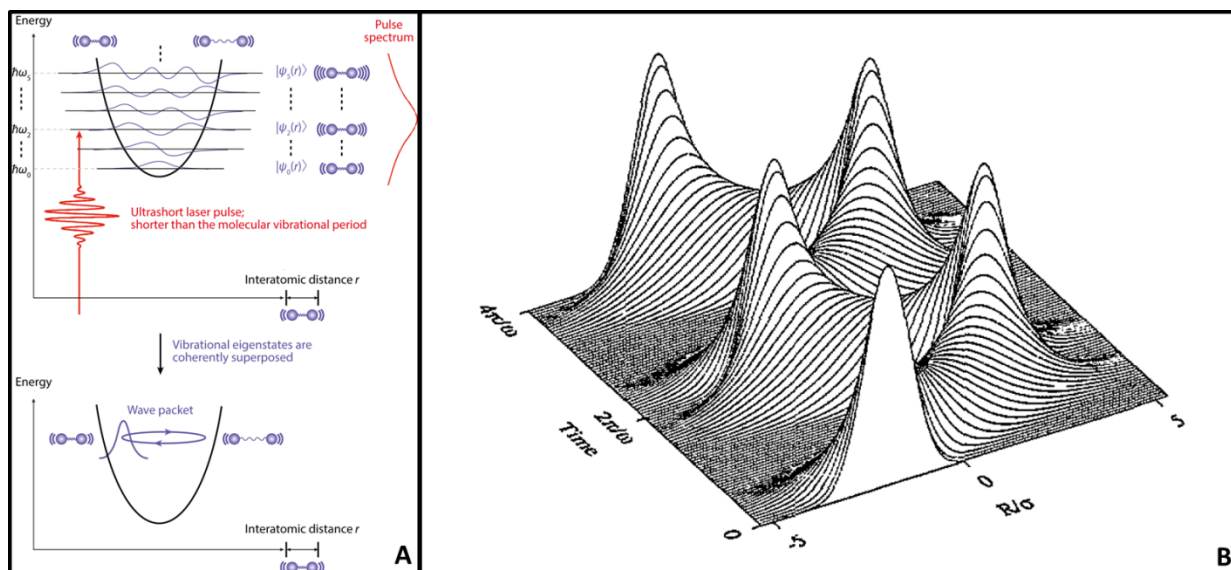 Energy
Pulse
spectrum
ℏω₅
|ψ₅(r)⟩
ℏω₂
|ψ₂(r)⟩
ℏω₀
|ψ₀(r)⟩
Ultrashort laser pulse;
shorter than the molecular vibrational period
Interatomic distance r
Vibrational eigenstates are
coherently superposed
Energy
Wave packet
Interatomic distance r
A
4π/ω
2π/ω
Time
0
-5
0
R/σ
5
B